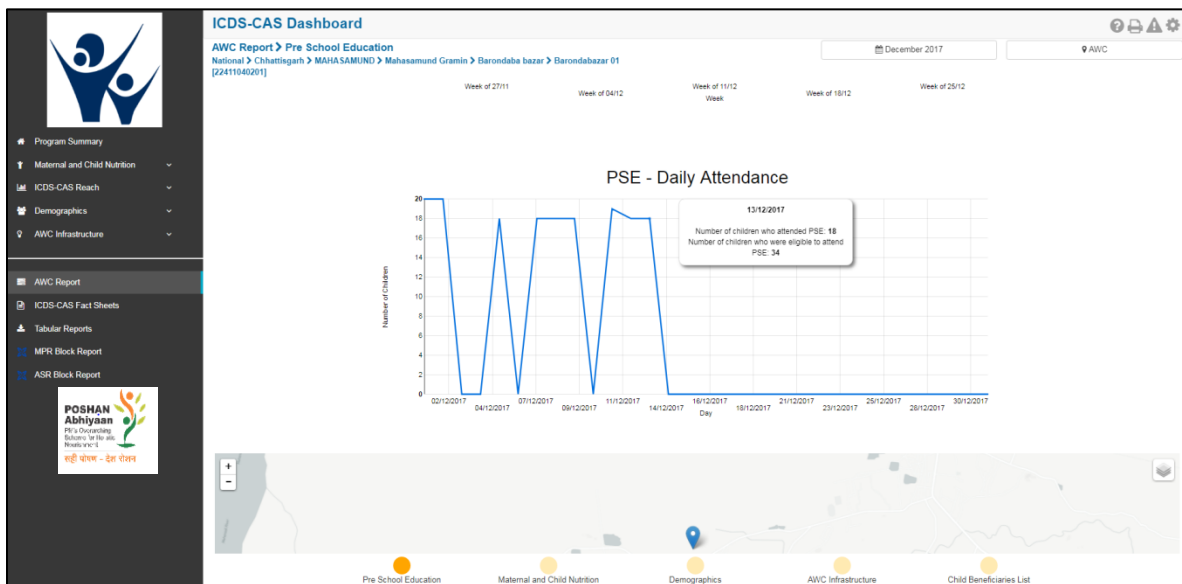 ICDS-CAS Dashboard
AWC Report > Pre School Education
National > Chhattisgarh > MAHASAMUND > Mahasamund Gramin > Barondaba bazar > Barondabazar 01
[22411040201]
December 2017
AWC
Program Summary
Maternal and Child Nutrition
ICDS-CAS Reach
Demographics
AWC Infrastructure
AWC Report
ICDS-CAS Fact Sheets
Tabular Reports
MPR Block Report
ASR Block Report
POSHAN
Abhiyaan
PM's Overarching
Scheme for Holistic
Nourishment
सही पोषण - देश रोशन
Week of 27/11
Week of 04/12
Week of 11/12
Week of 18/12
Week of 25/12
Week
PSE - Daily Attendance
Number of Children
20
18
16
14
12
10
8
6
4
2
0
13/12/2017
Number of children who attended PSE: 18
Number of children who were eligible to attend
PSE: 34
02/12/2017
04/12/2017
07/12/2017
09/12/2017
11/12/2017
14/12/2017
16/12/2017
18/12/2017
21/12/2017
23/12/2017
25/12/2017
28/12/2017
30/12/2017
Day
+
−
Pre School Education
Maternal and Child Nutrition
Demographics
AWC Infrastructure
Child Beneficiaries List